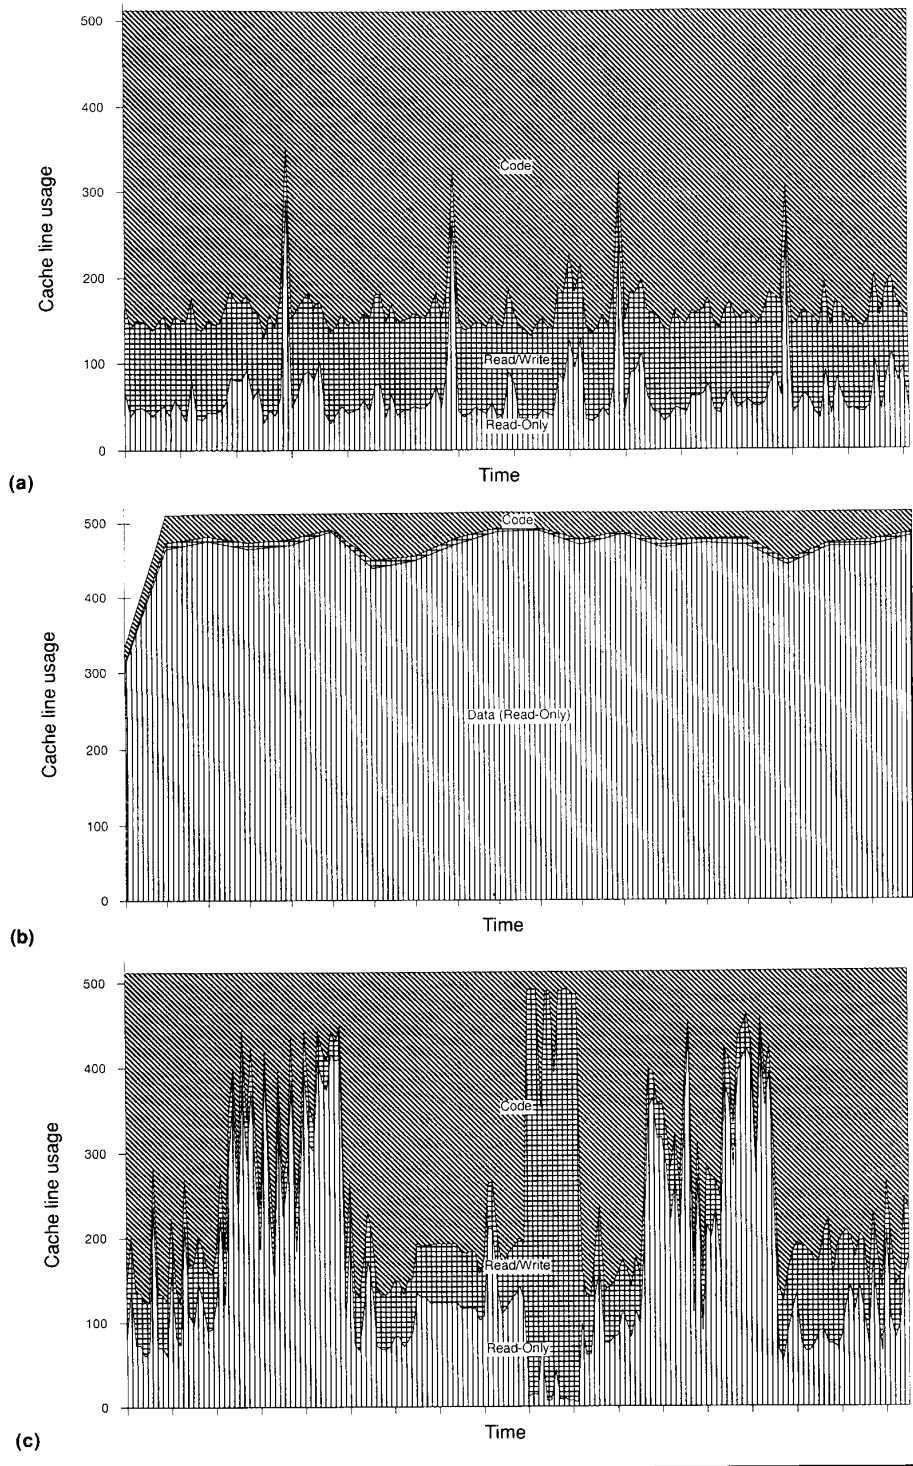 500
400
300
200
100
0
Cache line usage
Code
Read/Write
Read-Only
Time
(a)
500
400
300
200
100
0
Cache line usage
Code
Data (Read-Only)
Time
(b)
500
400
300
200
100
0
Cache line usage
Code
Read/Write
Read-Only
Time
(c)